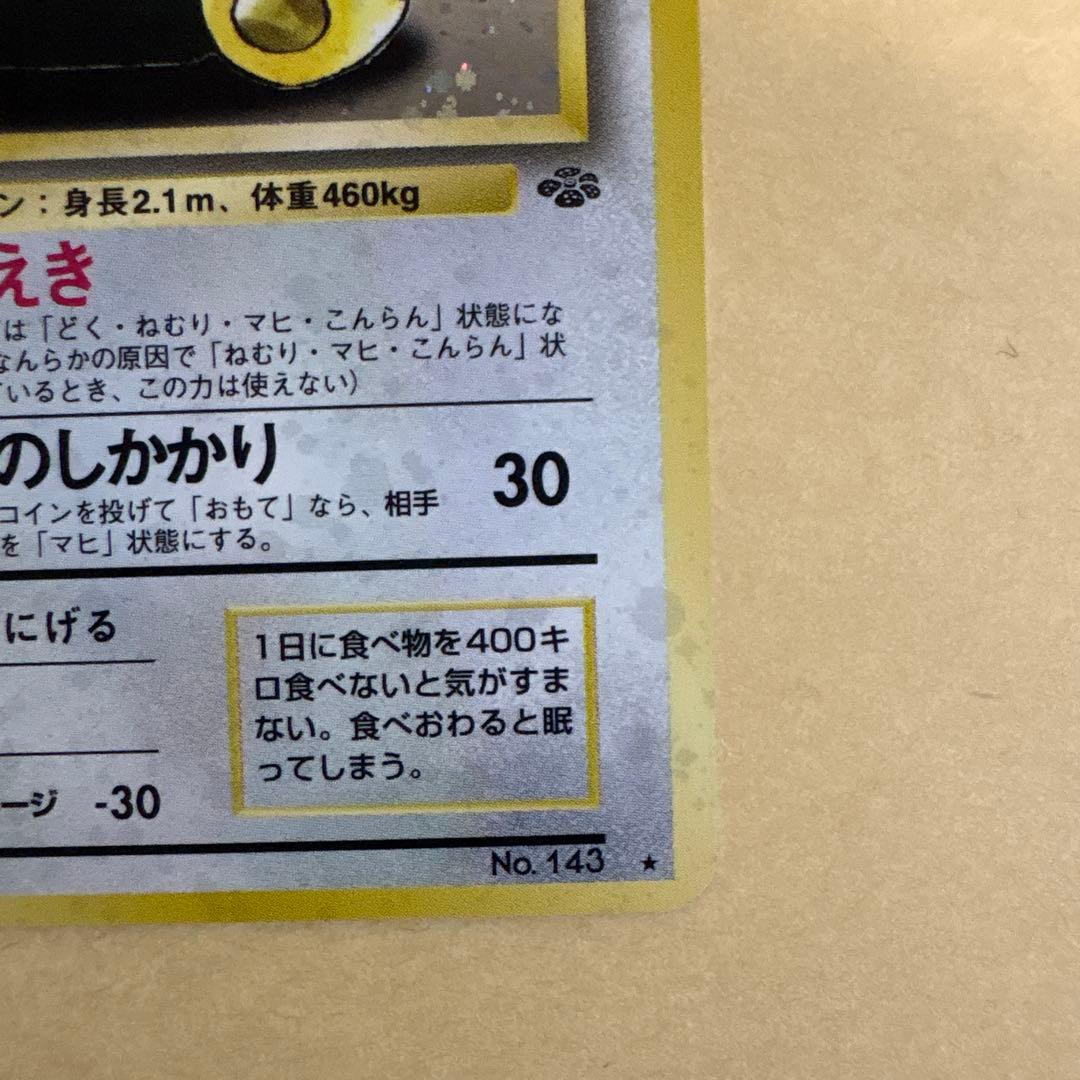 ン：身長2.1m、体重460kg
えき
は「どく・ねむり・マヒ・こんらん」状態にな
なんらかの原因で「ねむり・マヒ・こんらん」状
いるとき、この力は使えない）
のしかかり 30
コインを投げて「おもて」なら、相手
を「マヒ」状態にする。
にげる
1日に食べ物を400キ
ロ食べないと気がすま
ない。食べおわると眠
ってしまう。
ージ -30
No. 143 ★